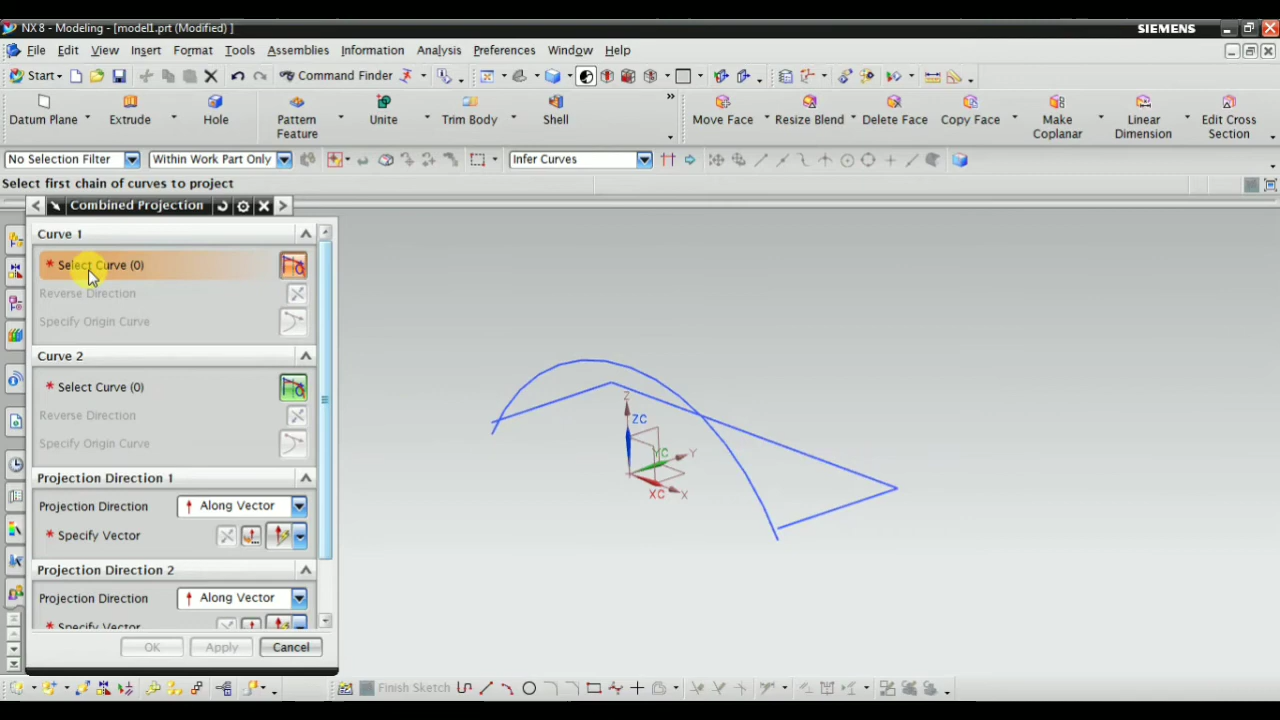 NX 8 - Modeling - [model1.prt (Modified) ]
SIEMENS
File Edit View Insert Format Tools Assemblies Information Analysis Preferences Window Help
Start Command Finder
Datum Plane Extrude Hole Pattern Feature Unite Trim Body Shell Move Face Resize Blend Delete Face Copy Face Make Coplanar Linear Dimension Edit Cross Section
No Selection Filter Within Work Part Only Infer Curves
Select first chain of curves to project
Combined Projection
Curve 1
* Select Curve (0)
Reverse Direction
Specify Origin Curve
Curve 2
* Select Curve (0)
Reverse Direction
Specify Origin Curve
Projection Direction 1
Projection Direction Along Vector
* Specify Vector
Projection Direction 2
Projection Direction Along Vector
* Specify Vector
OK Apply Cancel
Z
ZC
YC
Y
XC
X
Finish Sketch